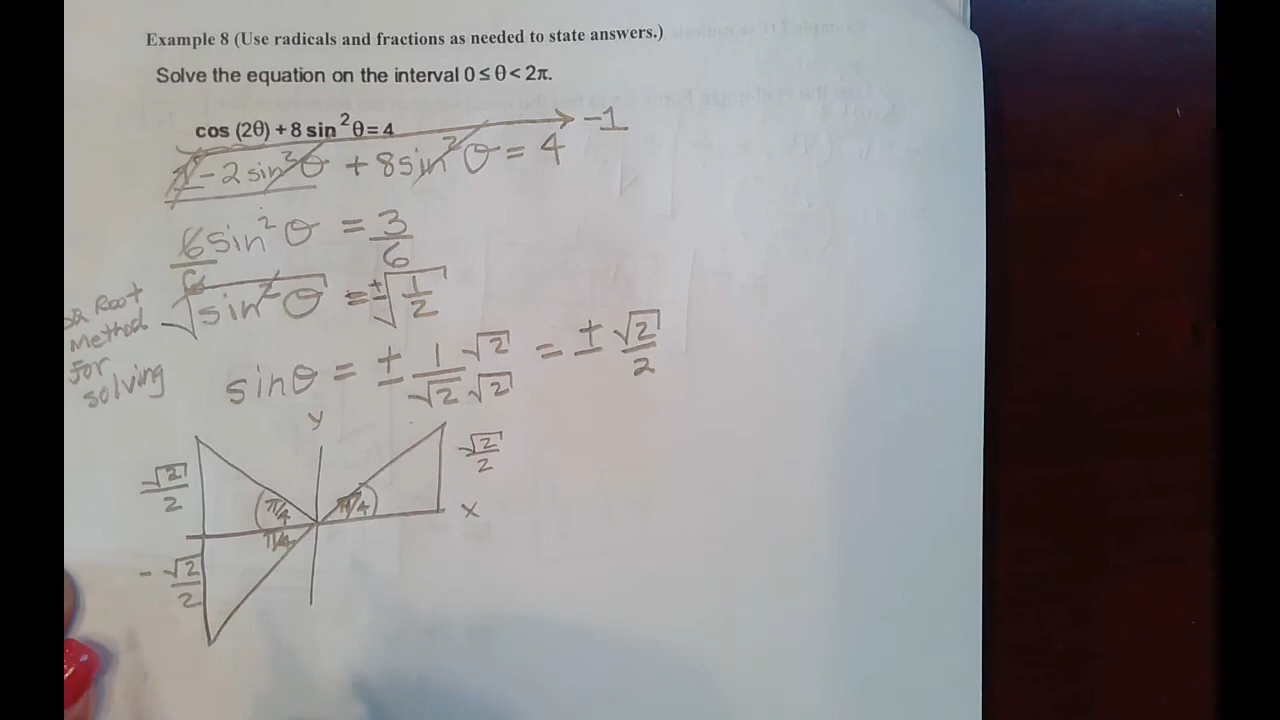 Example 8 (Use radicals and fractions as needed to state answers.)
Solve the equation on the interval 0 ≤ θ < 2π.
cos (2θ) + 8 sin²θ = 4
-1
1 - 2 sin²θ + 8 sin²θ = 4
6 sin²θ = 3
6 6
√sin²θ = ±√1/2
Root
Method
For
solving
sinθ = ± 1/√2 √2/√2 = ± √2/2
y
√2/2
√2/2
π/4
π/4
x
π/4
- √2/2